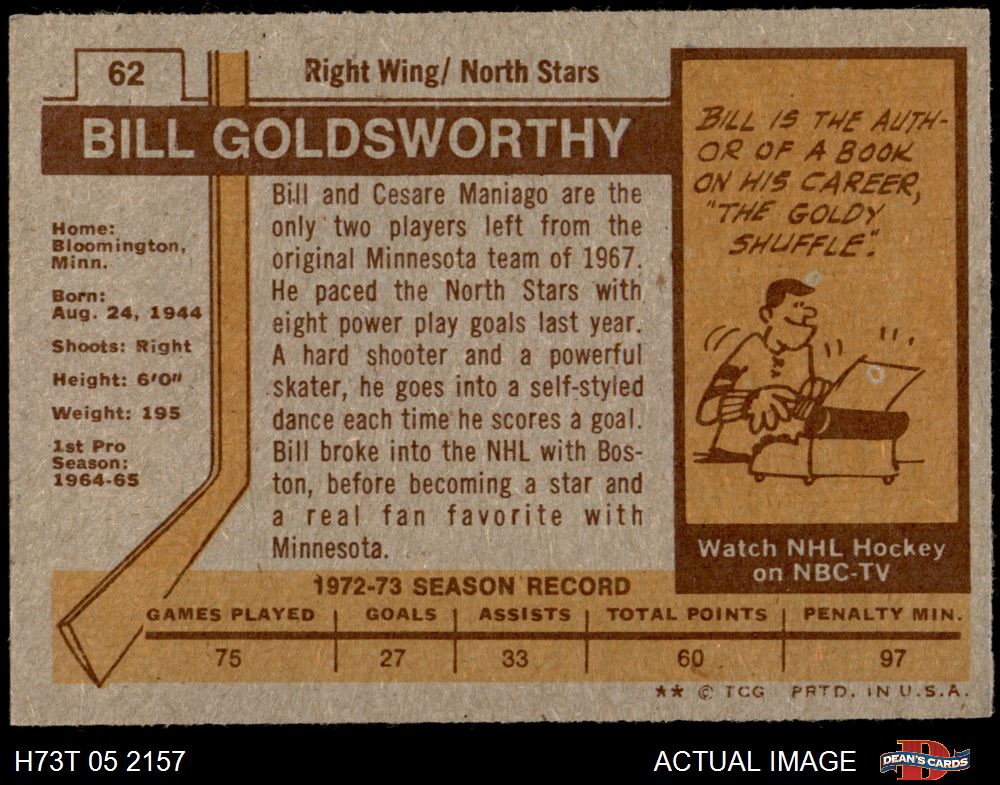 62
Right Wing/ North Stars
BILL GOLDSWORTHY
Home:
Bloomington,
Minn.
Born:
Aug. 24, 1944
Shoots: Right
Height: 6'0"
Weight: 195
1st Pro
Season:
1964-65
Bill and Cesare Maniago are the
only two players left from the
original Minnesota team of 1967.
He paced the North Stars with
eight power play goals last year.
A hard shooter and a powerful
skater, he goes into a self-styled
dance each time he scores a goal.
Bill broke into the NHL with Bos-
ton, before becoming a star and
a real fan favorite with
Minnesota.
BILL IS THE AUTH-
OR OF A BOOK
ON HIS CAREER,
"THE GOLDY
SHUFFLE".
Watch NHL Hockey
on NBC-TV
1972-73 SEASON RECORD
GAMES PLAYED GOALS ASSISTS TOTAL POINTS PENALTY MIN.
75 27 33 60 97
** © TCG PRTD. IN U.S.A.
H73T 05 2157
ACTUAL IMAGE
D
DEAN'S CARDS